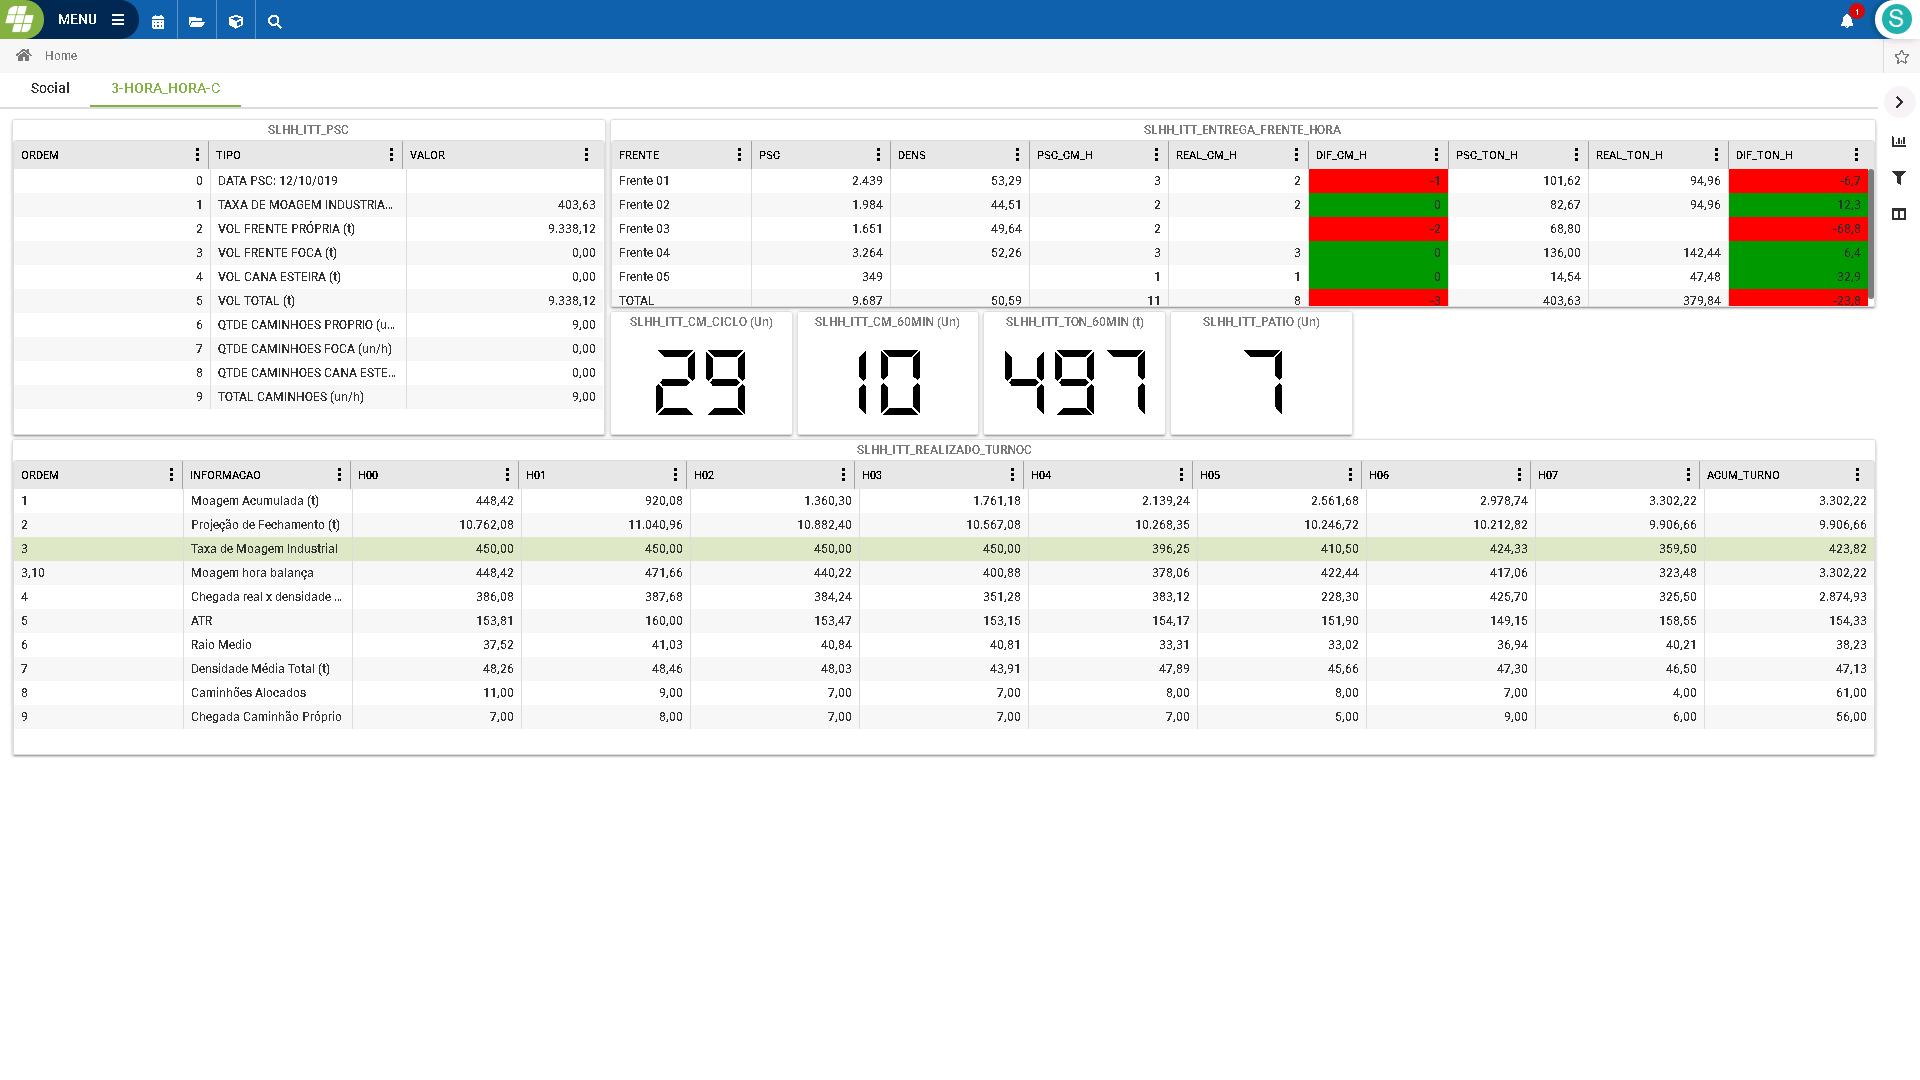 MENU
1
S
Home
Social 3-HORA_HORA-C
SLHH_ITT_PSC
ORDEM TIPO VALOR
0 DATA PSC: 12/10/019
1 TAXA DE MOAGEM INDUSTRIA... 403,63
2 VOL FRENTE PRÓPRIA (t) 9.338,12
3 VOL FRENTE FOCA (t) 0,00
4 VOL CANA ESTEIRA (t) 0,00
5 VOL TOTAL (t) 9.338,12
6 QTDE CAMINHOES PROPRIO (u... 9,00
7 QTDE CAMINHOES FOCA (un/h) 0,00
8 QTDE CAMINHOES CANA ESTE... 0,00
9 TOTAL CAMINHOES (un/h) 9,00
SLHH_ITT_ENTREGA_FRENTE_HORA
FRENTE PSC DENS PSC_CM_H REAL_CM_H DIF_CM_H PSC_TON_H REAL_TON_H DIF_TON_H
Frente 01 2.439 53,29 3 2 -1 101,62 94,96 -6,7
Frente 02 1.984 44,51 2 2 0 82,67 94,96 12,3
Frente 03 1.651 49,64 2 -2 68,80 -68,8
Frente 04 3.264 52,26 3 3 0 136,00 142,44 6,4
Frente 05 349 1 1 0 14,54 47,48 32,9
TOTAL 9.687 50,59 11 8 -3 403,63 379,84 -23,8
SLHH_ITT_CM_CICLO (Un)
29
SLHH_ITT_CM_60MIN (Un)
10
SLHH_ITT_TON_60MIN (t)
497
SLHH_ITT_PATIO (Un)
7
SLHH_ITT_REALIZADO_TURNOC
ORDEM INFORMACAO H00 H01 H02 H03 H04 H05 H06 H07 ACUM_TURNO
1 Moagem Acumulada (t) 448,42 920,08 1.360,30 1.761,18 2.139,24 2.561,68 2.978,74 3.302,22 3.302,22
2 Projeção de Fechamento (t) 10.762,08 11.040,96 10.882,40 10.567,08 10.268,35 10.246,72 10.212,82 9.906,66 9.906,66
3 Taxa de Moagem Industrial 450,00 450,00 450,00 450,00 396,25 410,50 424,33 359,50 423,82
3,10 Moagem hora balança 448,42 471,66 440,22 400,88 378,06 422,44 417,06 323,48 3.302,22
4 Chegada real x densidade ... 386,08 387,68 384,24 351,28 383,12 228,30 425,70 325,50 2.874,93
5 ATR 153,81 160,00 153,47 153,15 154,17 151,90 149,15 158,55 154,33
6 Raio Medio 37,52 41,03 40,84 40,81 33,31 33,02 36,94 40,21 38,23
7 Densidade Média Total (t) 48,26 48,46 48,03 43,91 47,89 45,66 47,30 46,50 47,13
8 Caminhões Alocados 11,00 9,00 7,00 7,00 8,00 8,00 7,00 4,00 61,00
9 Chegada Caminhão Próprio 7,00 8,00 7,00 7,00 7,00 5,00 9,00 6,00 56,00